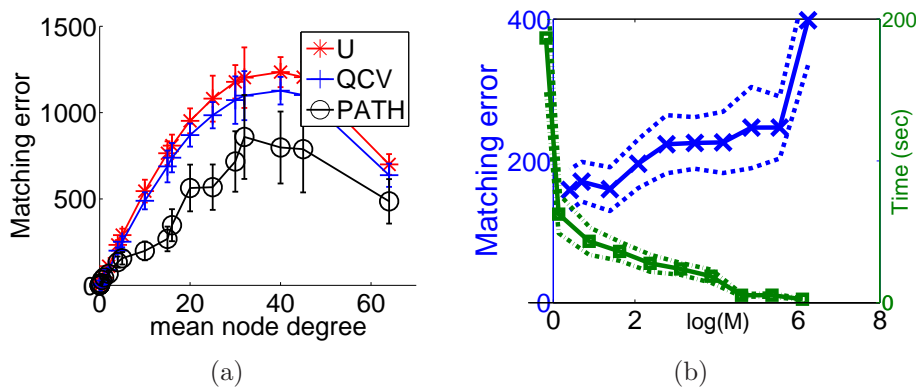 1500
1000
500
0
Matching error
0
20
40
60
mean node degree
U
QCV
PATH
(a)
400
200
0
Matching error
0
2
4
6
8
log(M)
200
100
0
Time (sec)
(b)